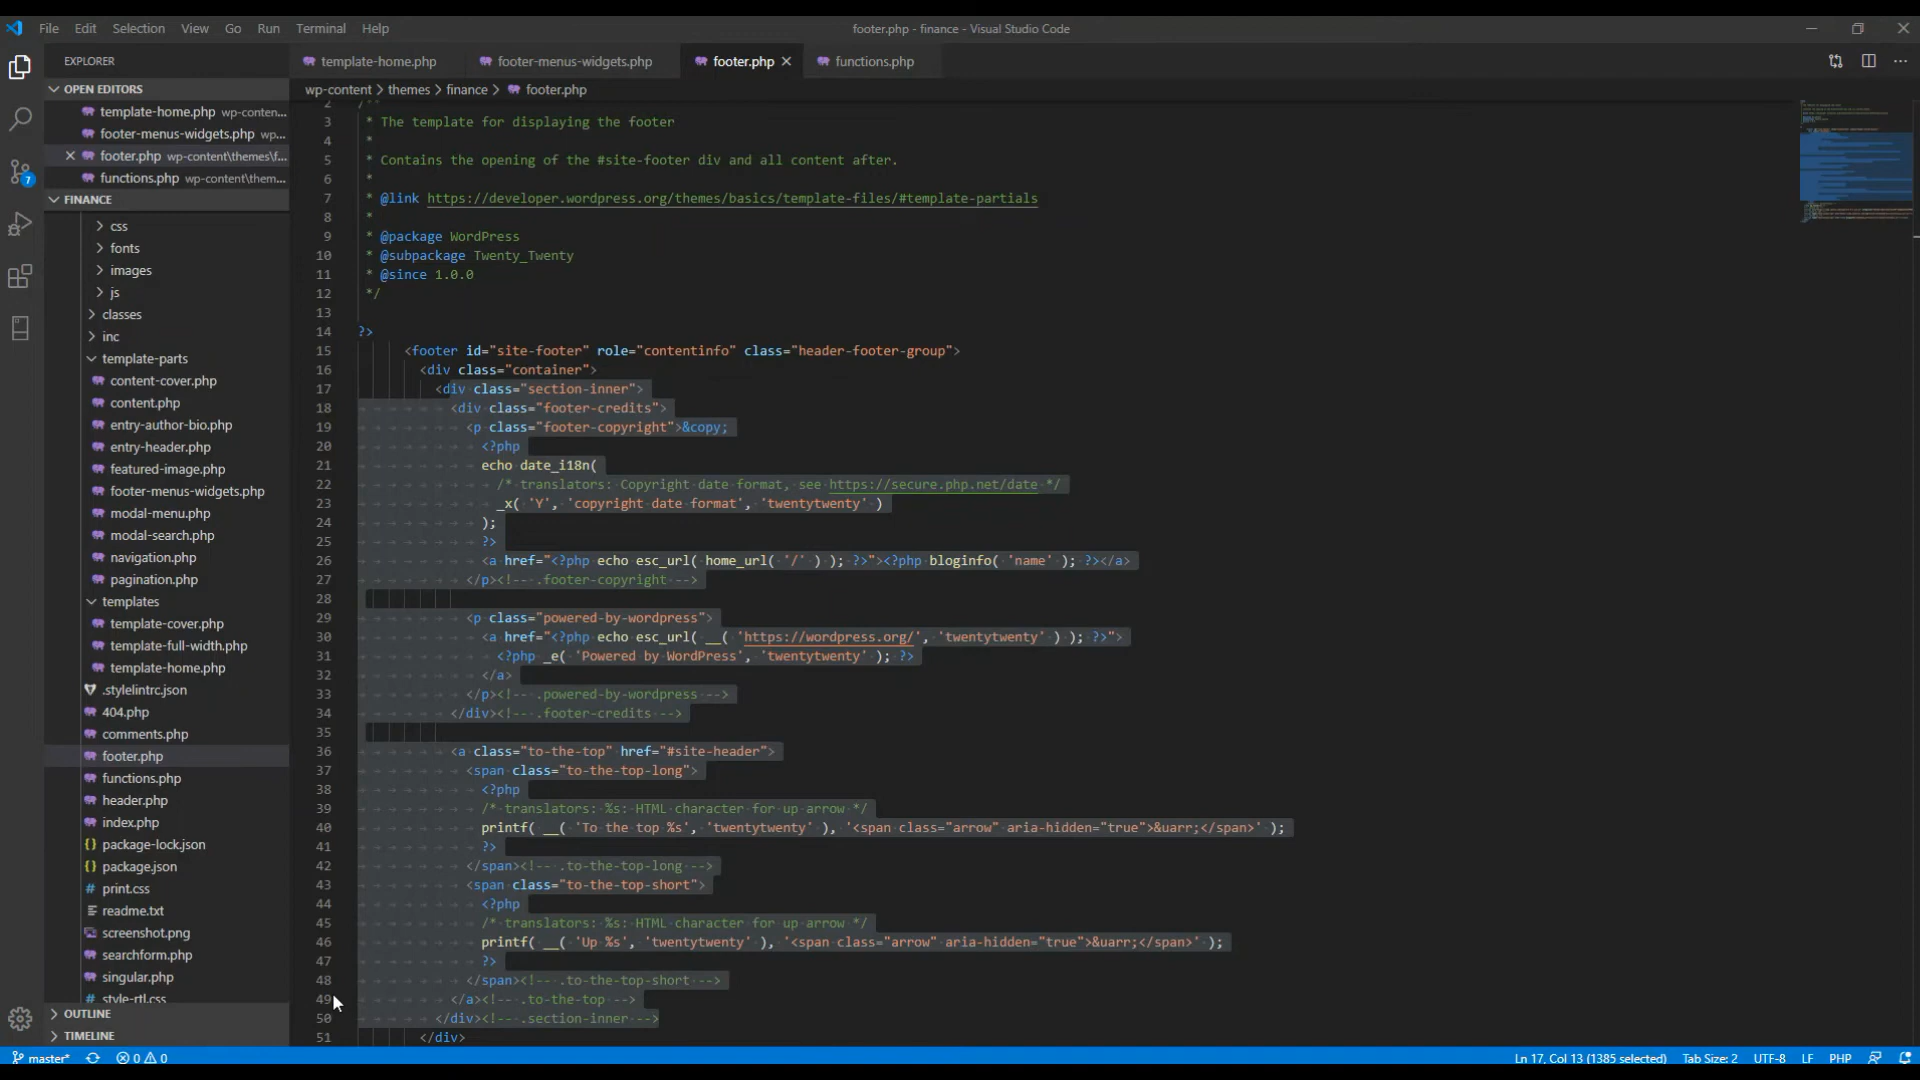 File Edit Selection View Go Run Terminal Help
footer.php - finance - Visual Studio Code
EXPLORER
template-home.php
footer-menus-widgets.php
footer.php
functions.php
OPEN EDITORS
template-home.php wp-conten...
footer-menus-widgets.php wp...
footer.php wp-content\themes\f...
functions.php wp-content\them...
FINANCE
css
fonts
images
js
classes
inc
template-parts
content-cover.php
content.php
entry-author-bio.php
entry-header.php
featured-image.php
footer-menus-widgets.php
modal-menu.php
modal-search.php
navigation.php
pagination.php
templates
template-cover.php
template-full-width.php
template-home.php
.stylelintrc.json
404.php
comments.php
footer.php
functions.php
header.php
index.php
package-lock.json
package.json
print.css
readme.txt
screenshot.png
searchform.php
singular.php
style-rtl.css
OUTLINE
TIMELINE
7
wp-content > themes > finance > footer.php
2 /**
3 * The template for displaying the footer
4 *
5 * Contains the opening of the #site-footer div and all content after.
6 *
7 * @link https://developer.wordpress.org/themes/basics/template-files/#template-partials
8 *
9 * @package WordPress
10 * @subpackage Twenty_Twenty
11 * @since 1.0.0
12 */
13
14 ?>
15 <footer id="site-footer" role="contentinfo" class="header-footer-group">
16 <div class="container">
17 <div class="section-inner">
18 <div class="footer-credits">
19 <p class="footer-copyright">&copy;
20 <?php
21 echo date_i18n(
22 /* translators: Copyright date format, see https://secure.php.net/date */
23 _x( 'Y', 'copyright date format', 'twentytwenty' )
24 );
25 ?>
26 <a href="<?php echo esc_url( home_url( '/' ) ); ?>"><?php bloginfo( 'name' ); ?></a>
27 </p><!-- .footer-copyright -->
28
29 <p class="powered-by-wordpress">
30 <a href="<?php echo esc_url( __( 'https://wordpress.org/', 'twentytwenty' ) ); ?>">
31 <?php _e( 'Powered by WordPress', 'twentytwenty' ); ?>
32 </a>
33 </p><!-- .powered-by-wordpress -->
34 </div><!-- .footer-credits -->
35
36 <a class="to-the-top" href="#site-header">
37 <span class="to-the-top-long">
38 <?php
39 /* translators: %s: HTML character for up arrow */
40 printf( __( 'To the top %s', 'twentytwenty' ), '<span class="arrow" aria-hidden="true">&uarr;</span>' );
41 ?>
42 </span><!-- .to-the-top-long -->
43 <span class="to-the-top-short">
44 <?php
45 /* translators: %s: HTML character for up arrow */
46 printf( __( 'Up %s', 'twentytwenty' ), '<span class="arrow" aria-hidden="true">&uarr;</span>' );
47 ?>
48 </span><!-- .to-the-top-short -->
49 </a><!-- .to-the-top -->
50 </div><!-- .section-inner -->
51 </div>
master* 0 0
Ln 17, Col 13 (1385 selected) Tab Size: 2 UTF-8 LF PHP